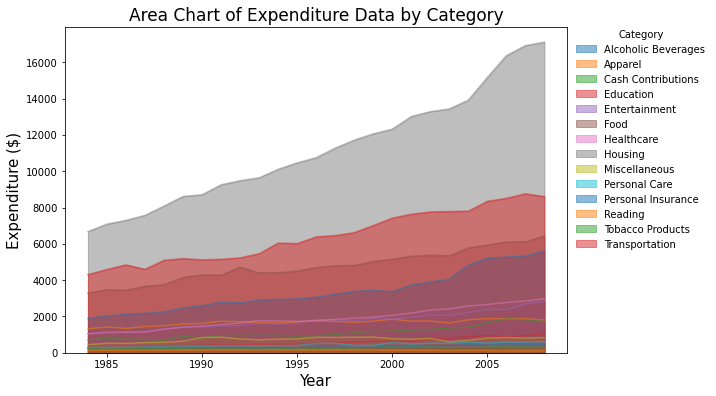 Area Chart of Expenditure Data by Category
Expenditure ($)
16000
14000
12000
10000
8000
6000
4000
2000
0
1985
1990
1995
2000
2005
Year
Category
Alcoholic Beverages
Apparel
Cash Contributions
Education
Entertainment
Food
Healthcare
Housing
Miscellaneous
Personal Care
Personal Insurance
Reading
Tobacco Products
Transportation